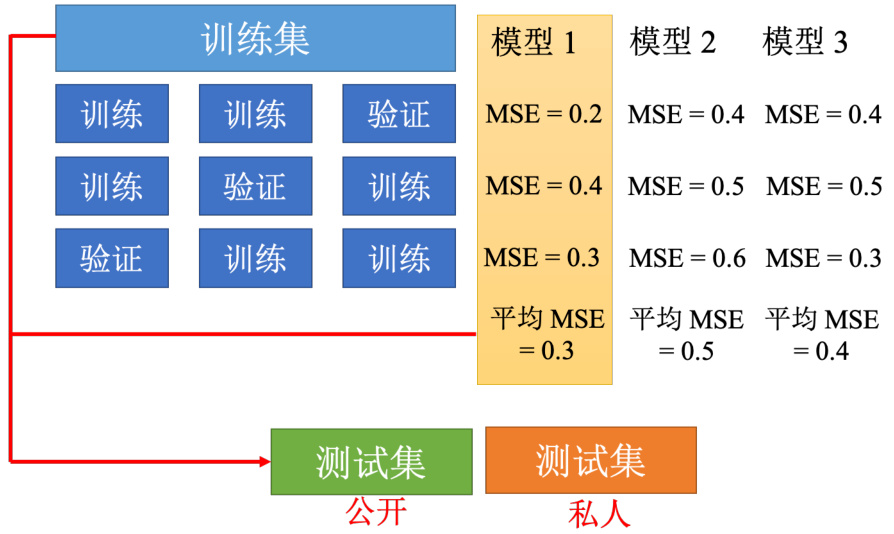 训练集 模型 1 模型 2 模型 3
训练 训练 验证 MSE = 0.2 MSE = 0.4 MSE = 0.4
训练 验证 训练 MSE = 0.4 MSE = 0.5 MSE = 0.5
验证 训练 训练 MSE = 0.3 MSE = 0.6 MSE = 0.3
平均 MSE 平均 MSE 平均 MSE
= 0.3 = 0.5 = 0.4
测试集 测试集
公开 私人